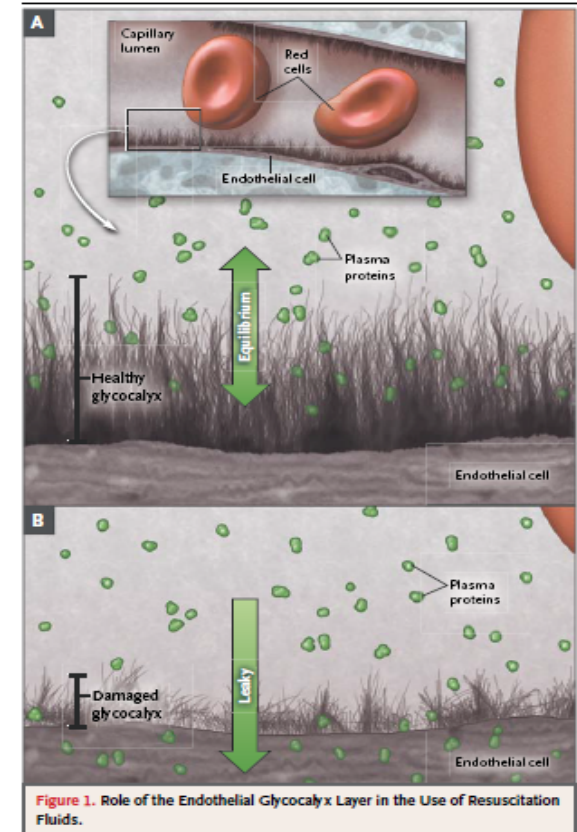 A
Capillary
lumen
Red
cells
Endothelial cell
Plasma
proteins
Equilibrium
Healthy
glycocalyx
Endothelial cell
B
Plasma
proteins
Leaky
Damaged
glycocalyx
Endothelial cell
Figure 1. Role of the Endothelial Glycocalyx Layer in the Use of Resuscitation
Fluids.